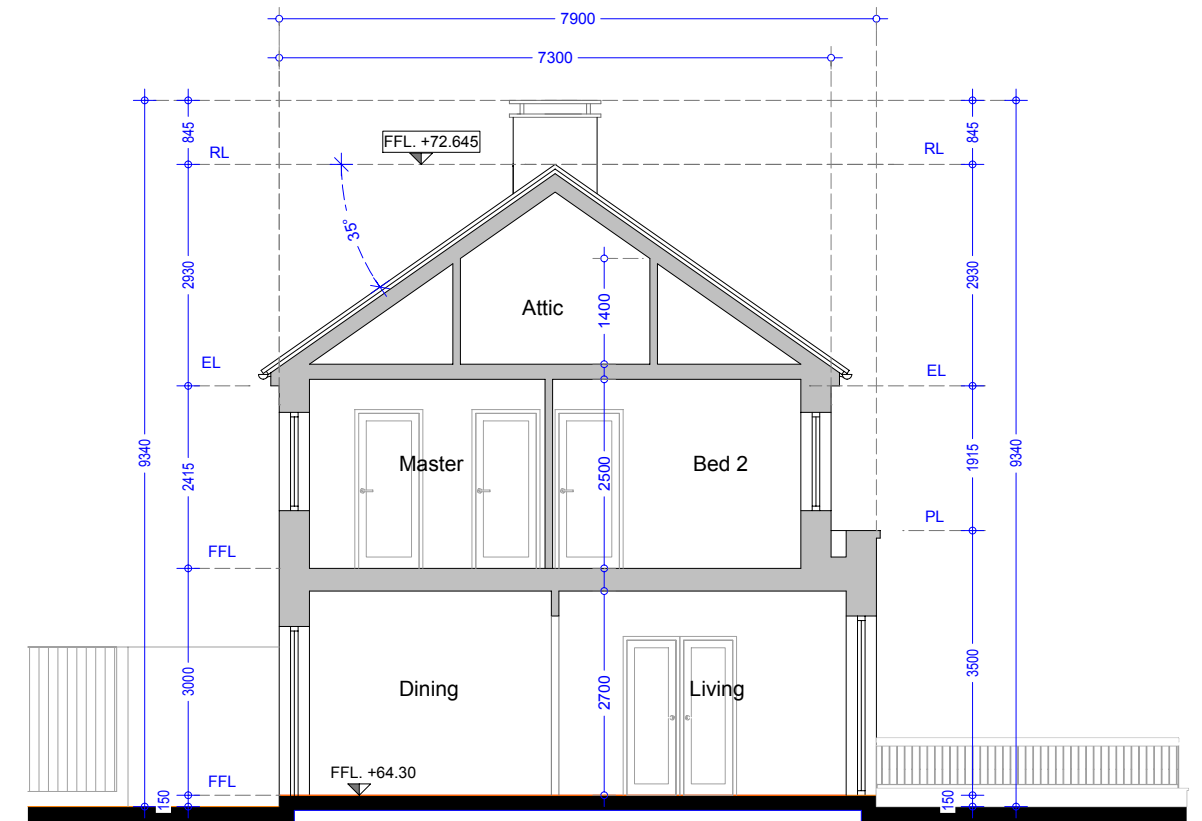 7900
7300
845
845
FFL. +72.645
RL
RL
35°
2930
2930
1400
Attic
EL
EL
9340
2415
Master
2500
Bed 2
1915
9340
PL
FFL
3000
Dining
2700
Living
3500
FFL. +64.30
FFL
150
150